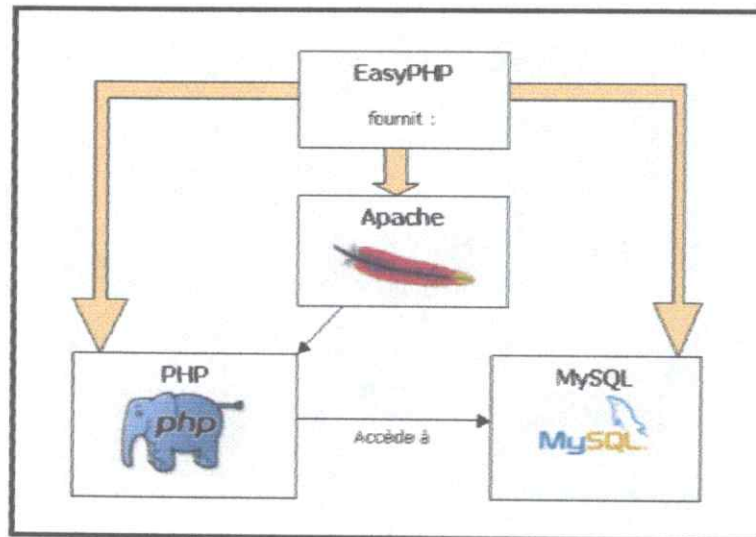 EasyPHP
fournit :
Apache
PHP
php
Accède à
MySQL
MySQL